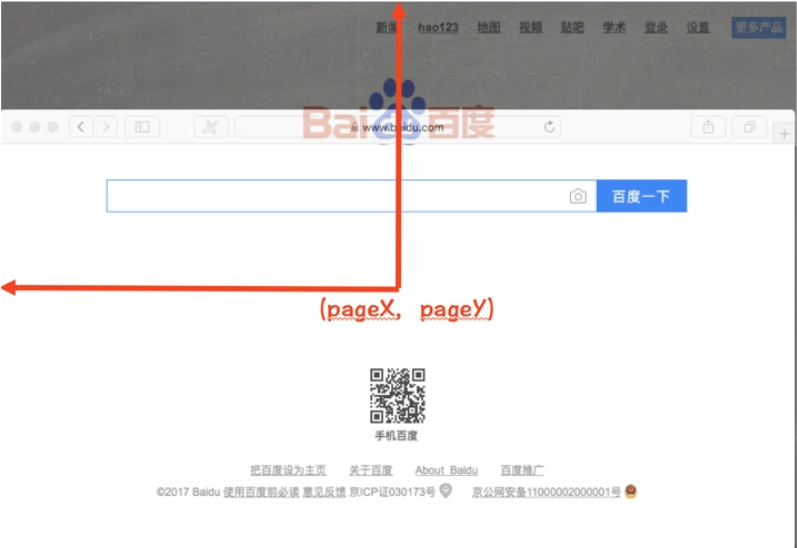 新闻 hao123 地图 视频 贴吧 学术 登录 设置 更多产品
Bai 百度
www.baidu.com
百度一下
(pageX, pageY)
手机百度
把百度设为主页 关于百度 About Baidu 百度推广
©2017 Baidu 使用百度前必读 意见反馈 京ICP证030173号 京公网安备11000002000001号